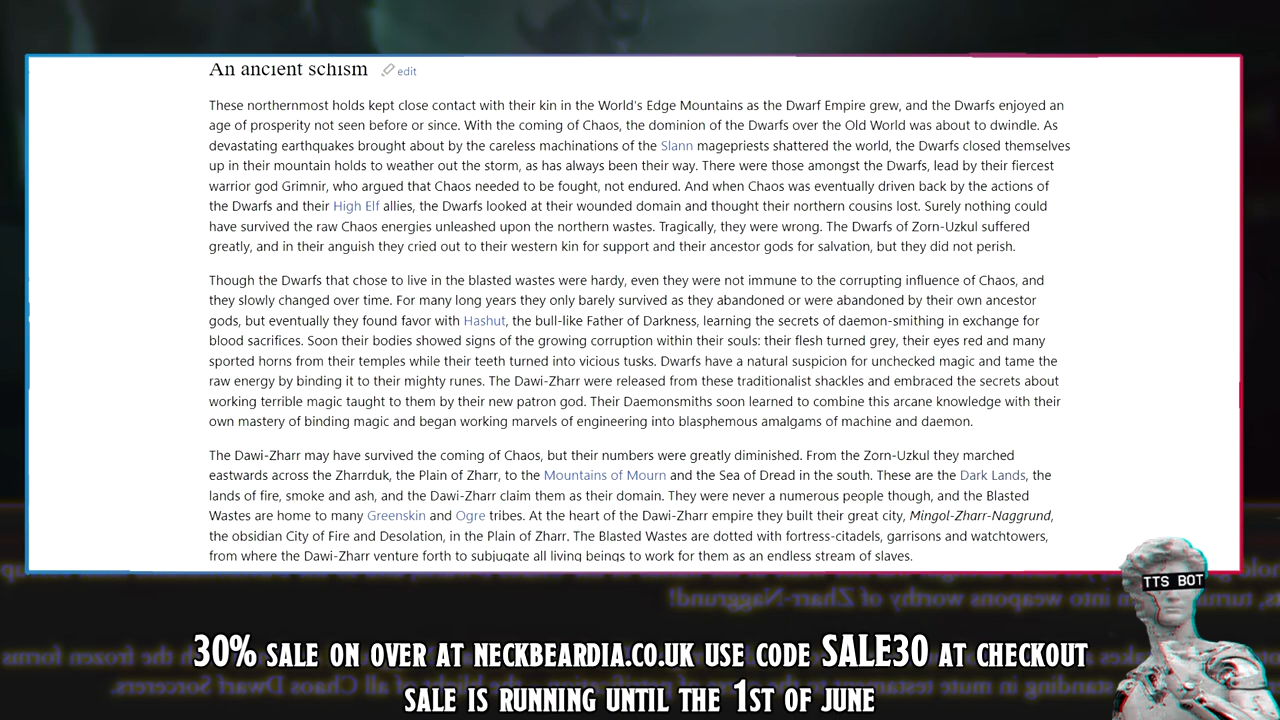 An ancient schism edit
These northernmost holds kept close contact with their kin in the World's Edge Mountains as the Dwarf Empire grew, and the Dwarfs enjoyed an
age of prosperity not seen before or since. With the coming of Chaos, the dominion of the Dwarfs over the Old World was about to dwindle. As
devastating earthquakes brought about by the careless machinations of the Slann magepriests shattered the world, the Dwarfs closed themselves
up in their mountain holds to weather out the storm, as has always been their way. There were those amongst the Dwarfs, lead by their fiercest
warrior god Grimnir, who argued that Chaos needed to be fought, not endured. And when Chaos was eventually driven back by the actions of
the Dwarfs and their High Elf allies, the Dwarfs looked at their wounded domain and thought their northern cousins lost. Surely nothing could
have survived the raw Chaos energies unleashed upon the northern wastes. Tragically, they were wrong. The Dwarfs of Zorn-Uzkul suffered
greatly, and in their anguish they cried out to their western kin for support and their ancestor gods for salvation, but they did not perish.
Though the Dwarfs that chose to live in the blasted wastes were hardy, even they were not immune to the corrupting influence of Chaos, and
they slowly changed over time. For many long years they only barely survived as they abandoned or were abandoned by their own ancestor
gods, but eventually they found favor with Hashut, the bull-like Father of Darkness, learning the secrets of daemon-smithing in exchange for
blood sacrifices. Soon their bodies showed signs of the growing corruption within their souls: their flesh turned grey, their eyes red and many
sported horns from their temples while their teeth turned into vicious tusks. Dwarfs have a natural suspicion for unchecked magic and tame the
raw energy by binding it to their mighty runes. The Dawi-Zharr were released from these traditionalist shackles and embraced the secrets about
working terrible magic taught to them by their new patron god. Their Daemonsmiths soon learned to combine this arcane knowledge with their
own mastery of binding magic and began working marvels of engineering into blasphemous amalgams of machine and daemon.
The Dawi-Zharr may have survived the coming of Chaos, but their numbers were greatly diminished. From the Zorn-Uzkul they marched
eastwards across the Zharrduk, the Plain of Zharr, to the Mountains of Mourn and the Sea of Dread in the south. These are the Dark Lands, the
lands of fire, smoke and ash, and the Dawi-Zharr claim them as their domain. They were never a numerous people though, and the Blasted
Wastes are home to many Greenskin and Ogre tribes. At the heart of the Dawi-Zharr empire they built their great city, Mingol-Zharr-Naggrund,
the obsidian City of Fire and Desolation, in the Plain of Zharr. The Blasted Wastes are dotted with fortress-citadels, garrisons and watchtowers,
from where the Dawi-Zharr venture forth to subjugate all living beings to work for them as an endless stream of slaves.
TTS BOT
into weapons worthy of Zharr-Naggrund!
the frozen forms
standing in mute
of all Chaos Dwarf Sorcerers.
30% SALE ON OVER AT NECKBEARDIA.CO.UK USE CODE SALE30 AT CHECKOUT
SALE IS RUNNING UNTIL THE 1ST OF JUNE